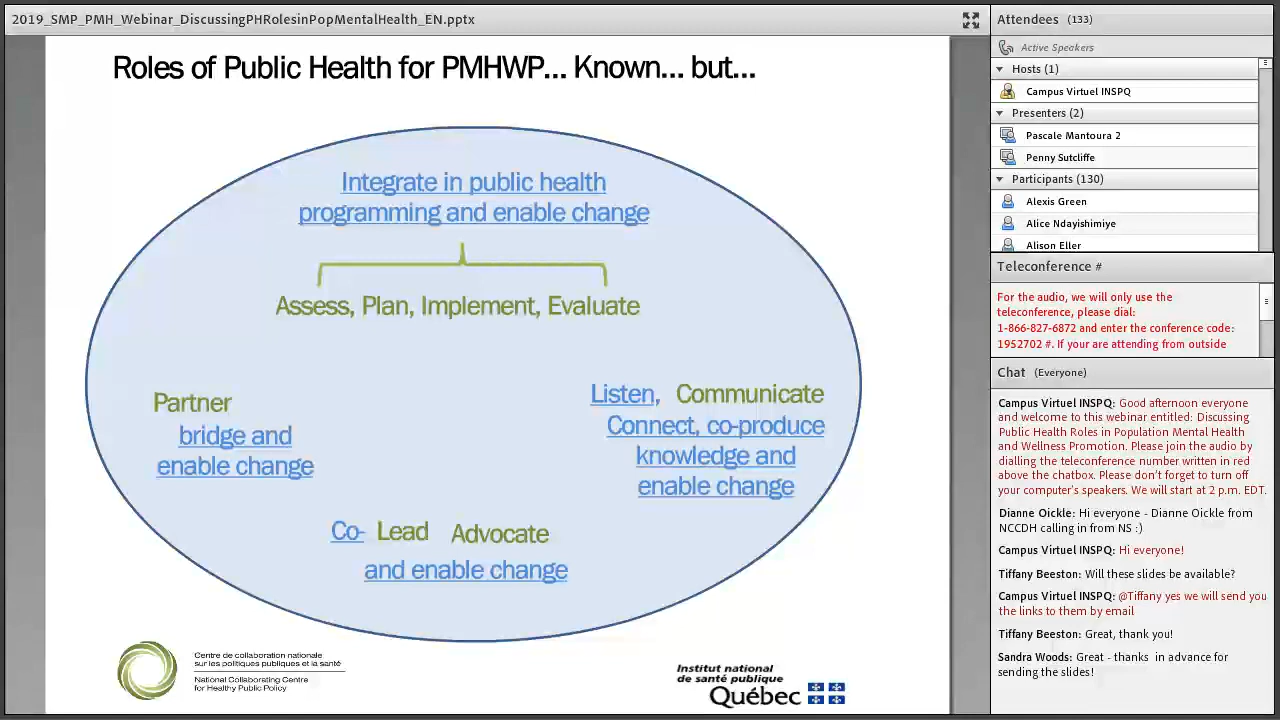 2019_SMP_PMH_Webinar_DiscussingPHRolesinPopMentalHealth_EN.pptx
Roles of Public Health for PMHWP... Known... but...
Integrate in public health
programming and enable change
Assess, Plan, Implement, Evaluate
Partner
bridge and
enable change
Listen, Communicate
Connect, co-produce
knowledge and
enable change
Co- Lead Advocate
and enable change
Centre de collaboration nationale
sur les politiques publiques et la santé
National Collaborating Centre
for Healthy Public Policy
Institut national
de santé publique
Québec
Attendees (133)
Active Speakers
Hosts (1)
Campus Virtuel INSPQ
Presenters (2)
Pascale Mantoura 2
Penny Sutcliffe
Participants (130)
Alexis Green
Alice Ndayishimiye
Alison Eller
Teleconference #
For the audio, we will only use the
teleconference, please dial:
1-866-827-6872 and enter the conference code:
1952702 #. If your are attending from outside
Chat (Everyone)
Campus Virtuel INSPQ: Good afternoon everyone
and welcome to this webinar entitled: Discussing
Public Health Roles in Population Mental Health
and Wellness Promotion. Please join the audio by
dialling the teleconference number written in red
above the chatbox. Please don't forget to turn off
your computer's speakers. We will start at 2 p.m. EDT.
Dianne Oickle: Hi everyone - Dianne Oickle from
NCCDH calling in from NS :)
Campus Virtuel INSPQ: Hi everyone!
Tiffany Beeston: Will these slides be available?
Campus Virtuel INSPQ: @Tiffany yes we will send you
the links to them by email
Tiffany Beeston: Great, thank you!
Sandra Woods: Great - thanks in advance for
sending the slides!